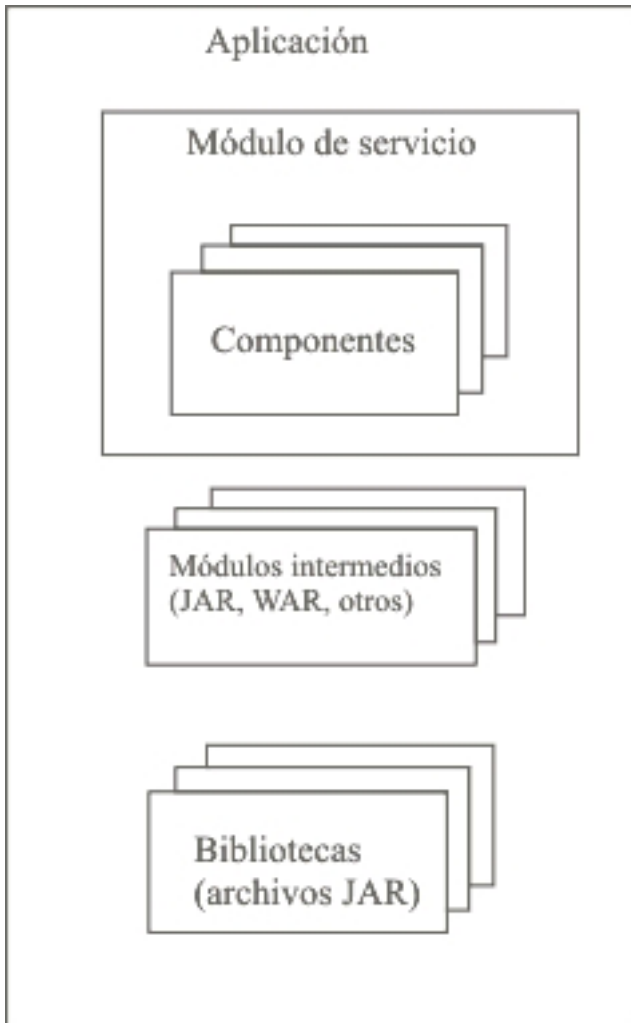 Aplicación
Módulo de servicio
Componentes
Módulos intermedios
(JAR, WAR, otros)
Bibliotecas
(archivos JAR)